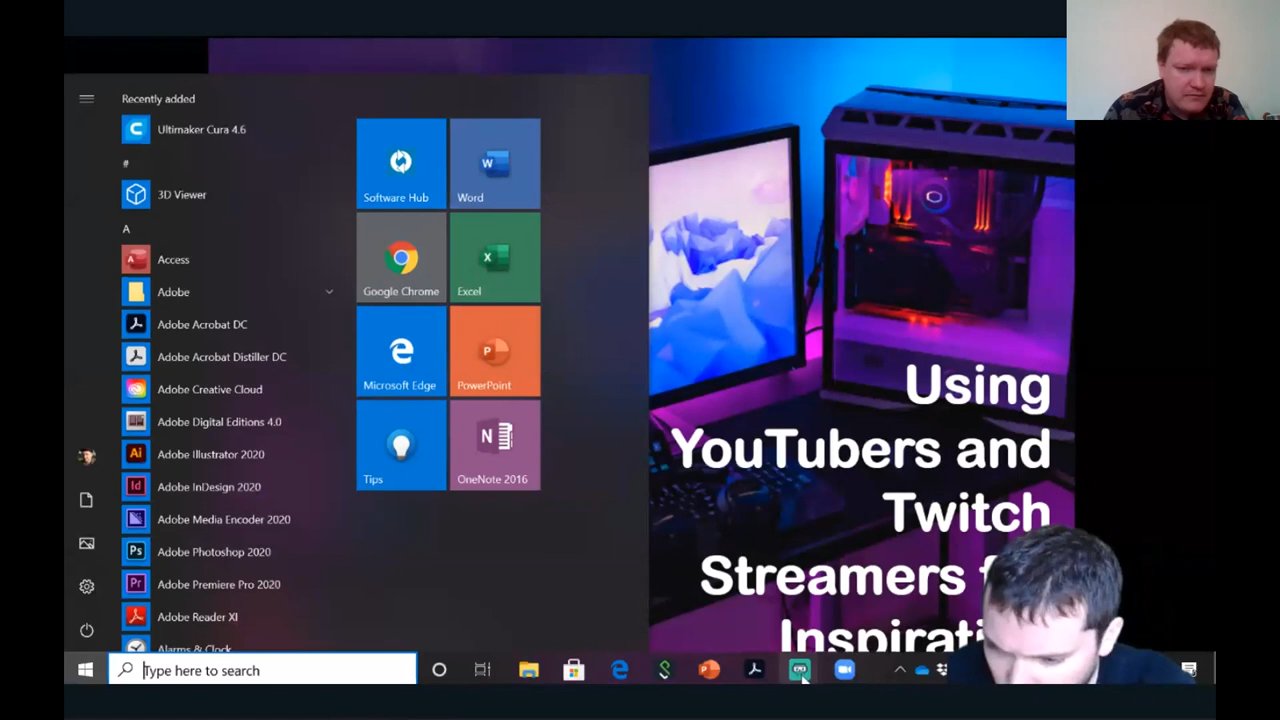 Recently added
Ultimaker Cura 4.6
#
3D Viewer
A
Access
Adobe
Adobe Acrobat DC
Adobe Acrobat Distiller DC
Adobe Creative Cloud
Adobe Digital Editions 4.0
Adobe Illustrator 2020
Adobe InDesign 2020
Adobe Media Encoder 2020
Adobe Photoshop 2020
Adobe Premiere Pro 2020
Adobe Reader XI
Alarms & Clock
Software Hub
Word
Google Chrome
Excel
Microsoft Edge
PowerPoint
Tips
OneNote 2016
Using
YouTubers and
Twitch
Streamers
Type here to search